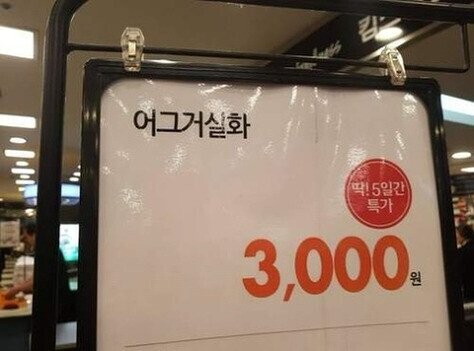 어그거실화
딱! 5일간
특가
3,000원